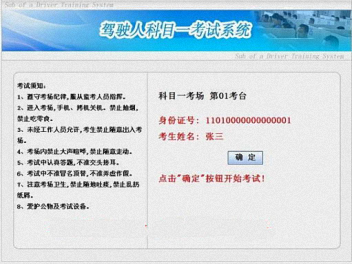 Sub of a Driver Training System
驾驶人科目一考试系统
Sub of a Driver Training System
考试须知:
1、遵守考场纪律,服从监考人员指挥。
2、进入考场,手机、拷机关机。禁止抽烟,
禁止吃零食。
3、未经工作人员允许,考生禁止随意出入考
场。
4、考场内禁止大声喧哗,禁止随意走动。
5、考试中认真答题,不准交头接耳。
6、考试中不准冒名顶替,不准弄虚作假。
7、注意考场卫生,禁止随地吐痰,禁止乱扔
纸屑。
8、爱护公物及考试设备。
科目一考场 第01考台
身份证号: 11010000000000001
考生姓名: 张三
确 定
点击"确定"按钮开始考试!